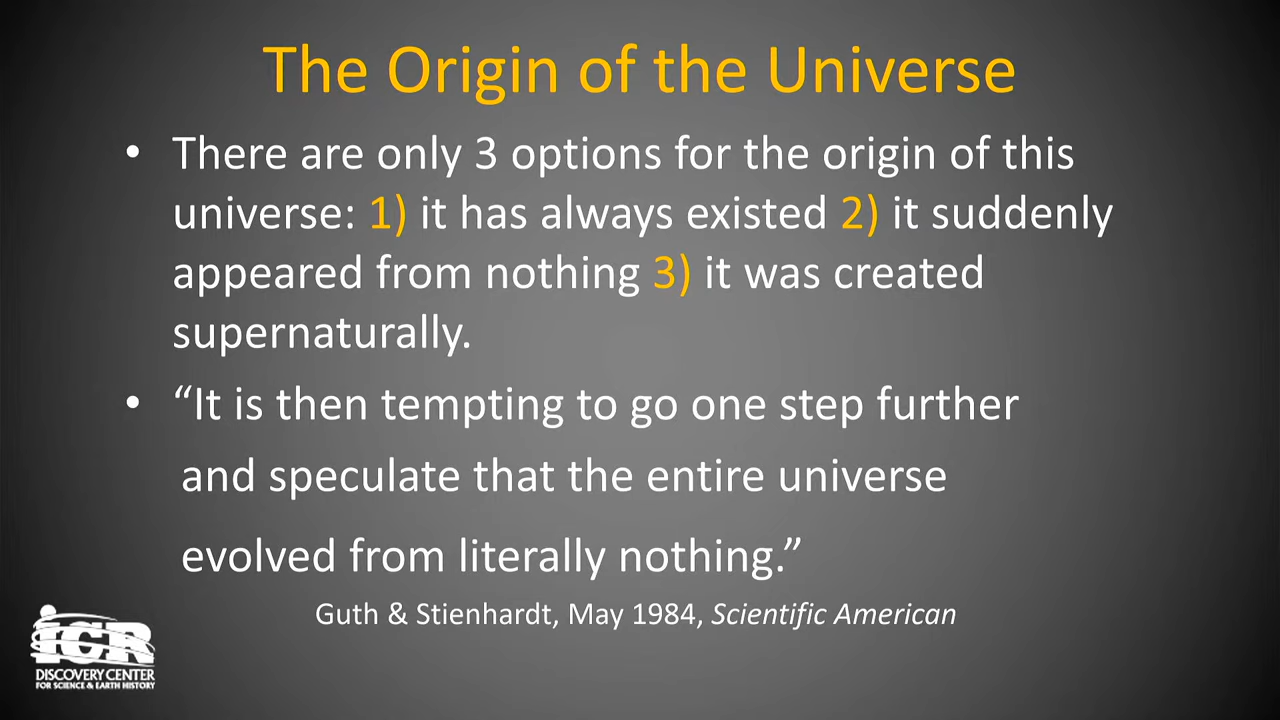 The Origin of the Universe
• There are only 3 options for the origin of this
universe: 1) it has always existed 2) it suddenly
appeared from nothing 3) it was created
supernaturally.
• “It is then tempting to go one step further
and speculate that the entire universe
evolved from literally nothing.”
Guth & Stienhardt, May 1984, Scientific American
ICR
DISCOVERY CENTER
FOR SCIENCE & EARTH HISTORY